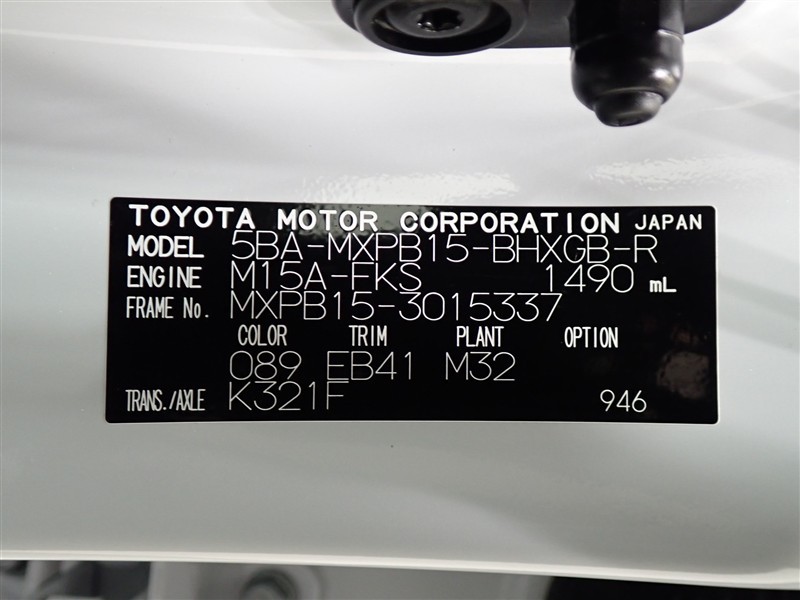 TOYOTA MOTOR CORPORATION JAPAN
MODEL 5BA-MXPB15-BHXGB-R
ENGINE M15A-FKS 1490 mL
FRAME No. MXPB15-3015337
COLOR TRIM PLANT OPTION
089 EB41 M32
TRANS./AXLE K321F 946